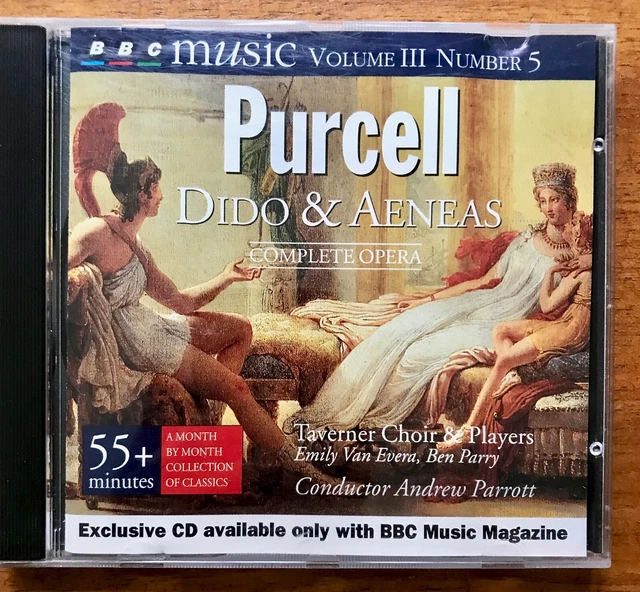 BBC music VOLUME III NUMBER 5
Purcell
DIDO & AENEAS
COMPLETE OPERA
55+
minutes
A MONTH
BY MONTH
COLLECTION
OF CLASSICS
Taverner Choir & Players
Emily Van Evera, Ben Parry
Conductor Andrew Parrott
Exclusive CD available only with BBC Music Magazine